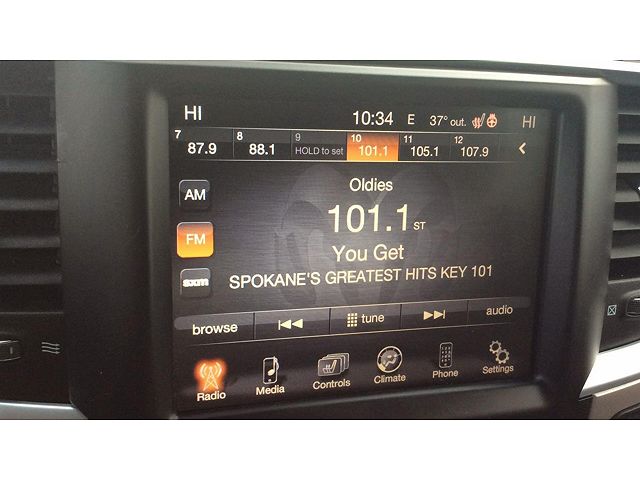 HI 10:34 E 37° out. HI
7 8 9 10 11 12
87.9 88.1 HOLD to set 101.1 105.1 107.9
AM
Oldies
101.1 ST
FM
You Get
sxm
SPOKANE'S GREATEST HITS KEY 101
browse tune audio
Radio Media Controls Climate Phone Settings